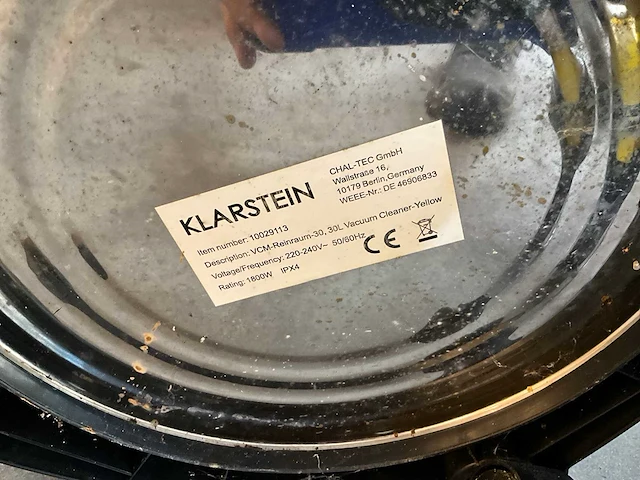 KLARSTEIN
CHAL-TEC GmbH
Wallstrase 16,
10179 Berlin,Germany
WEEE-Nr.: DE 46906833
Item number: 10029113
Description: VCM-Reinraum-30, 30L Vacuum Cleaner-Yellow
Voltage/Frequency: 220-240V~ 50/60Hz
Rating: 1800W IPX4
CE